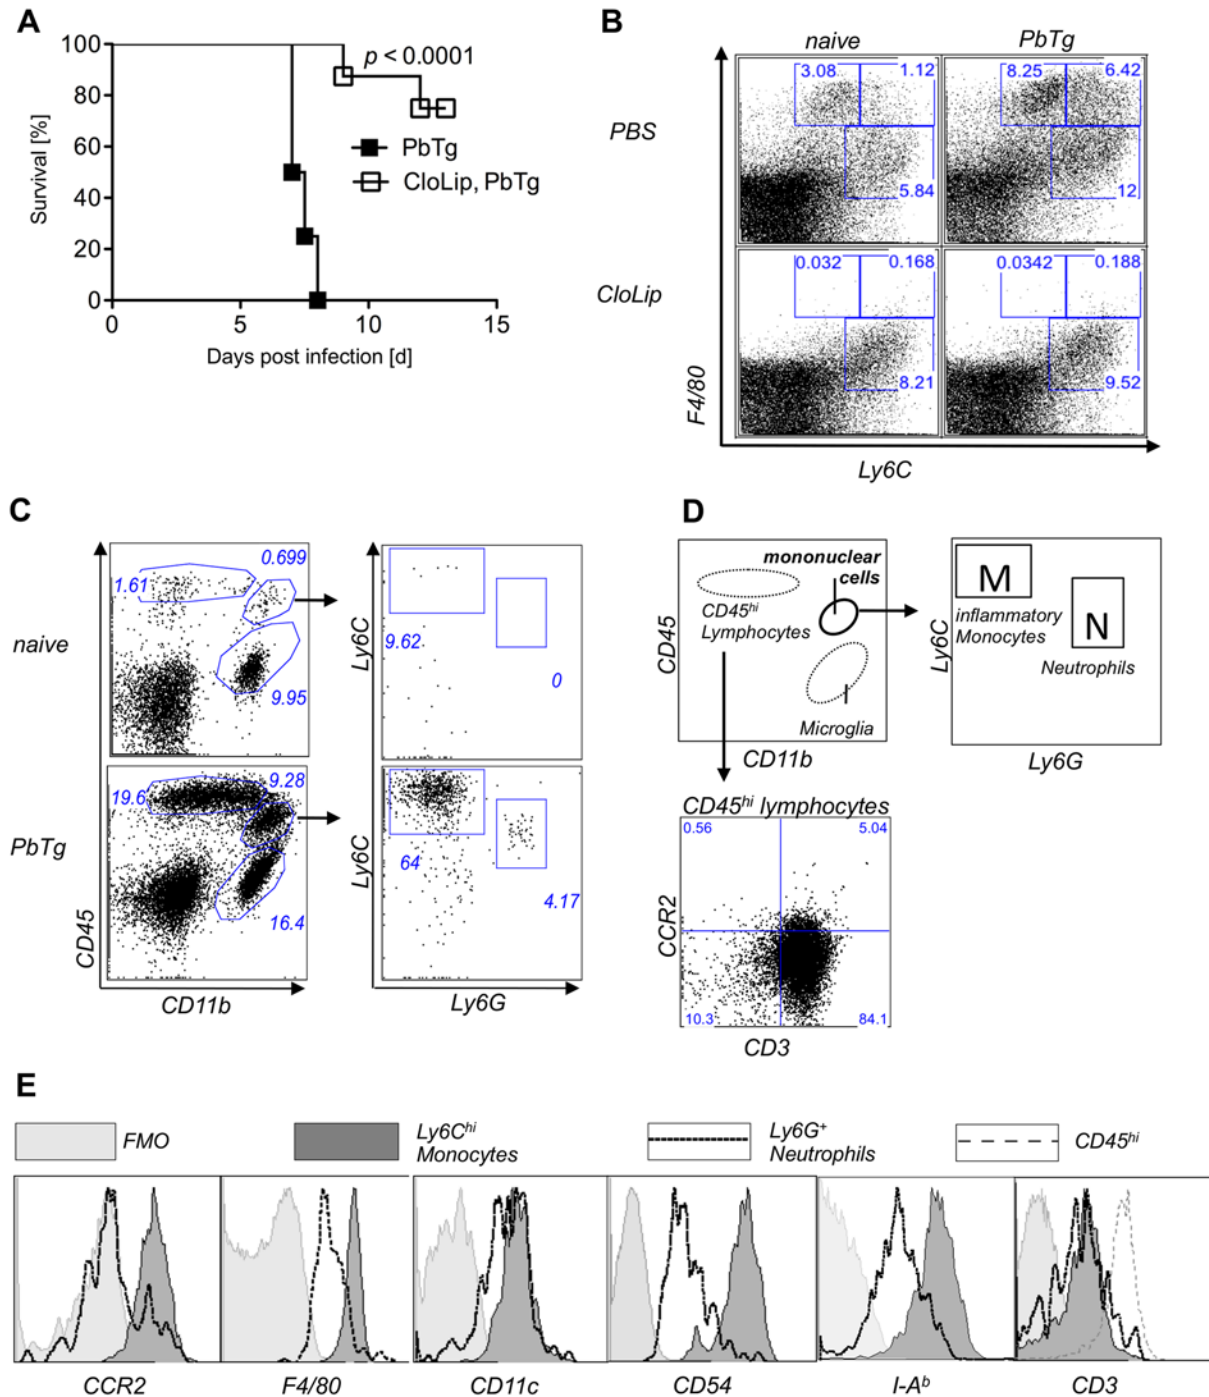 A
100
80
60
40
20
0
0
5
10
15
Survival [%]
Days post infection [d]
p < 0.0001
PbTg
CloLip, PbTg
B
naive
PbTg
PBS
3.08
1.12
5.84
8.25
6.42
12
CloLip
0.032
0.168
8.21
0.0342
0.188
9.52
F4/80
Ly6C
C
naive
1.61
0.699
9.95
Ly6C
9.62
0
PbTg
19.6
9.28
16.4
Ly6C
64
4.17
CD45
CD11b
Ly6G
D
mononuclear
cells
CD45hi
Lymphocytes
Microglia
CD45
CD11b
M
inflammatory
Monocytes
N
Neutrophils
Ly6C
Ly6G
CD45hi lymphocytes
0.56
5.04
10.3
84.1
CCR2
CD3
E
FMO
Ly6Chi
Monocytes
Ly6G+
Neutrophils
CD45hi
CCR2
F4/80
CD11c
CD54
I-Ab
CD3